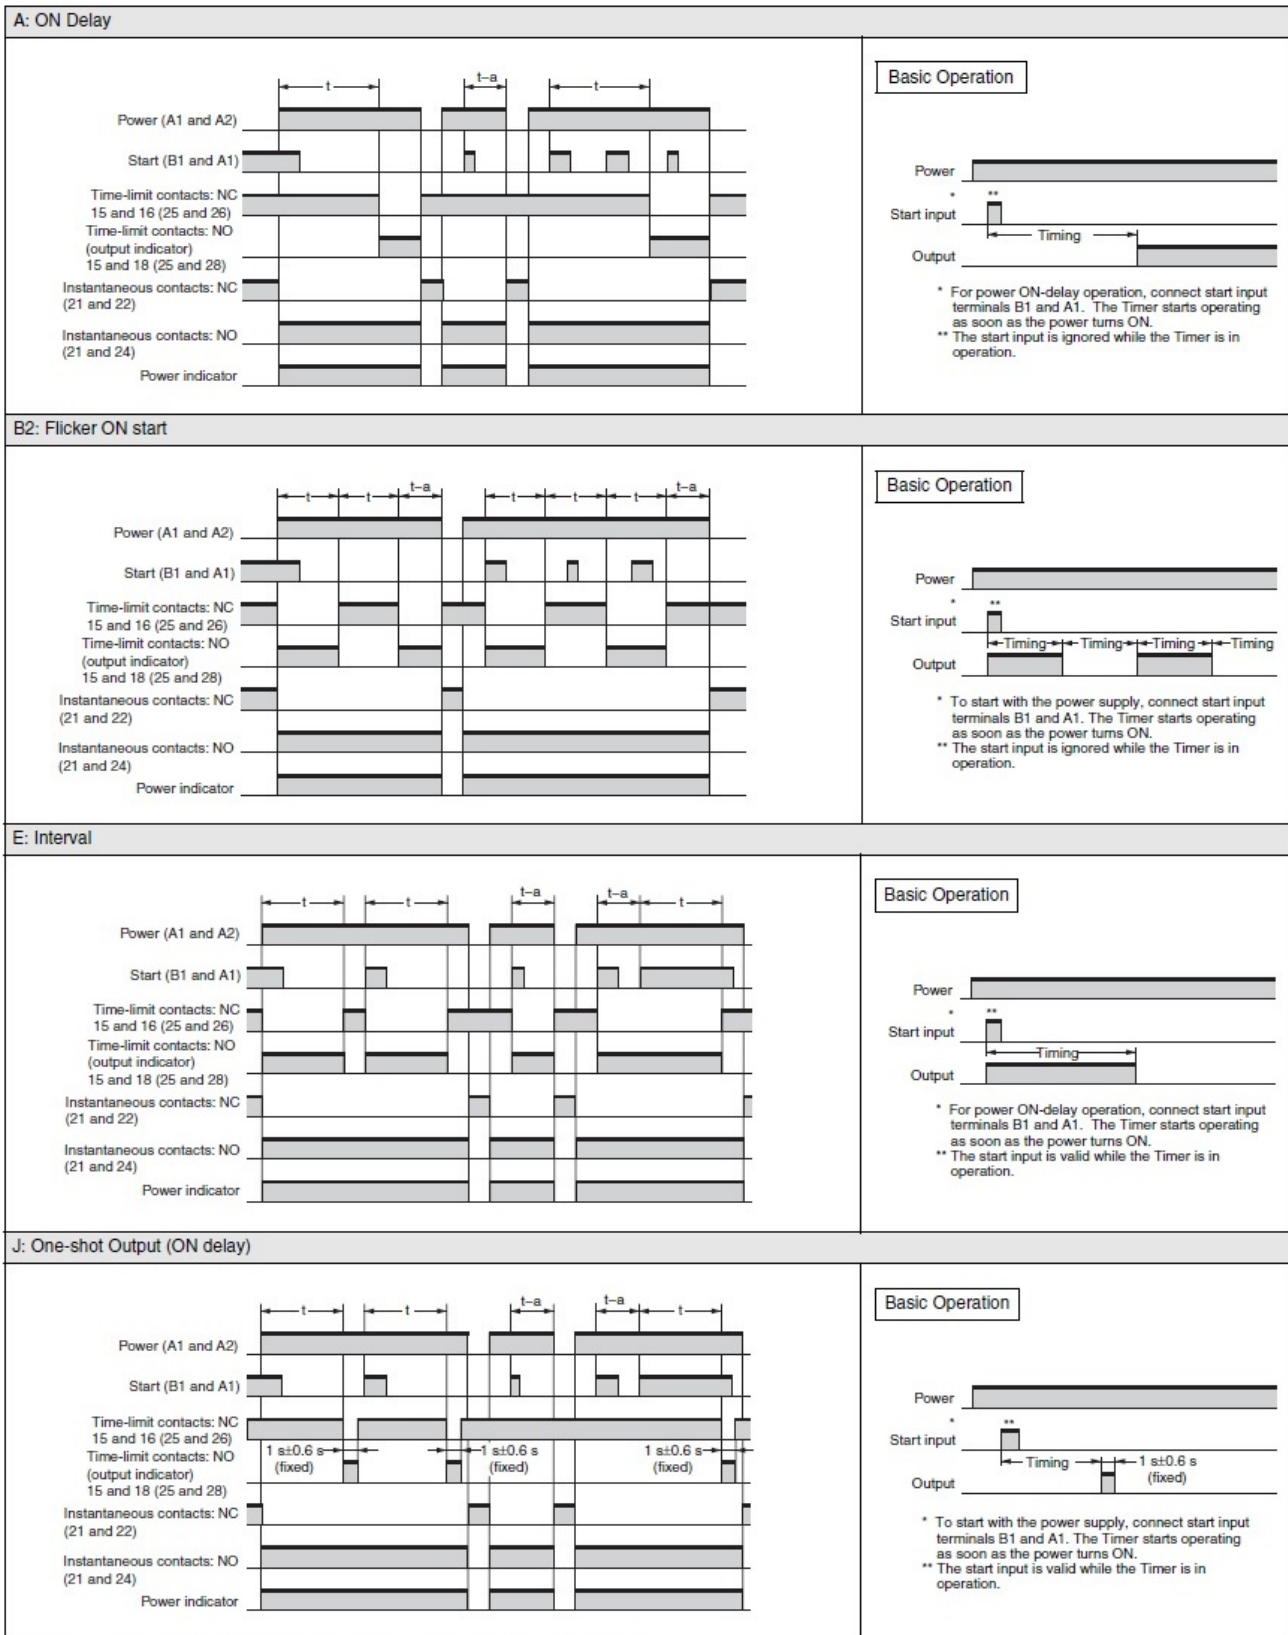 A: ON Delay
t
t–a
t
Power (A1 and A2)
Start (B1 and A1)
Time-limit contacts: NC
15 and 16 (25 and 26)
Time-limit contacts: NO
(output indicator)
15 and 18 (25 and 28)
Instantaneous contacts: NC
(21 and 22)
Instantaneous contacts: NO
(21 and 24)
Power indicator
Basic Operation
Power
*
**
Start input
Timing
Output
* For power ON-delay operation, connect start input
terminals B1 and A1. The Timer starts operating
as soon as the power turns ON.
** The start input is ignored while the Timer is in
operation.
B2: Flicker ON start
t
t
t–a
t
t
t
t–a
Power (A1 and A2)
Start (B1 and A1)
Time-limit contacts: NC
15 and 16 (25 and 26)
Time-limit contacts: NO
(output indicator)
15 and 18 (25 and 28)
Instantaneous contacts: NC
(21 and 22)
Instantaneous contacts: NO
(21 and 24)
Power indicator
Basic Operation
Power
*
**
Start input
Timing
Timing
Timing
Timing
Output
* To start with the power supply, connect start input
terminals B1 and A1. The Timer starts operating
as soon as the power turns ON.
** The start input is ignored while the Timer is in
operation.
E: Interval
t
t
t–a
t–a
t
Power (A1 and A2)
Start (B1 and A1)
Time-limit contacts: NC
15 and 16 (25 and 26)
Time-limit contacts: NO
(output indicator)
15 and 18 (25 and 28)
Instantaneous contacts: NC
(21 and 22)
Instantaneous contacts: NO
(21 and 24)
Power indicator
Basic Operation
Power
*
**
Start input
Timing
Output
* For power ON-delay operation, connect start input
terminals B1 and A1. The Timer starts operating
as soon as the power turns ON.
** The start input is valid while the Timer is in
operation.
J: One-shot Output (ON delay)
t
t
t–a
t–a
t
Power (A1 and A2)
Start (B1 and A1)
Time-limit contacts: NC
15 and 16 (25 and 26)
Time-limit contacts: NO
(output indicator)
15 and 18 (25 and 28)
1 s±0.6 s
(fixed)
1 s±0.6 s
(fixed)
1 s±0.6 s
(fixed)
Instantaneous contacts: NC
(21 and 22)
Instantaneous contacts: NO
(21 and 24)
Power indicator
Basic Operation
Power
*
**
Start input
Timing
1 s±0.6 s
(fixed)
Output
* To start with the power supply, connect start input
terminals B1 and A1. The Timer starts operating
as soon as the power turns ON.
** The start input is valid while the Timer is in
operation.